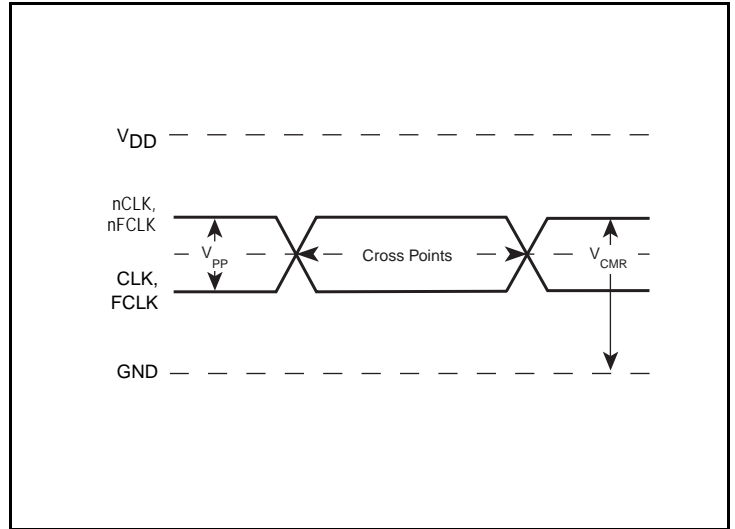 VDD
nCLK,
nFCLK
VPP
Cross Points
VCMR
CLK,
FCLK
GND